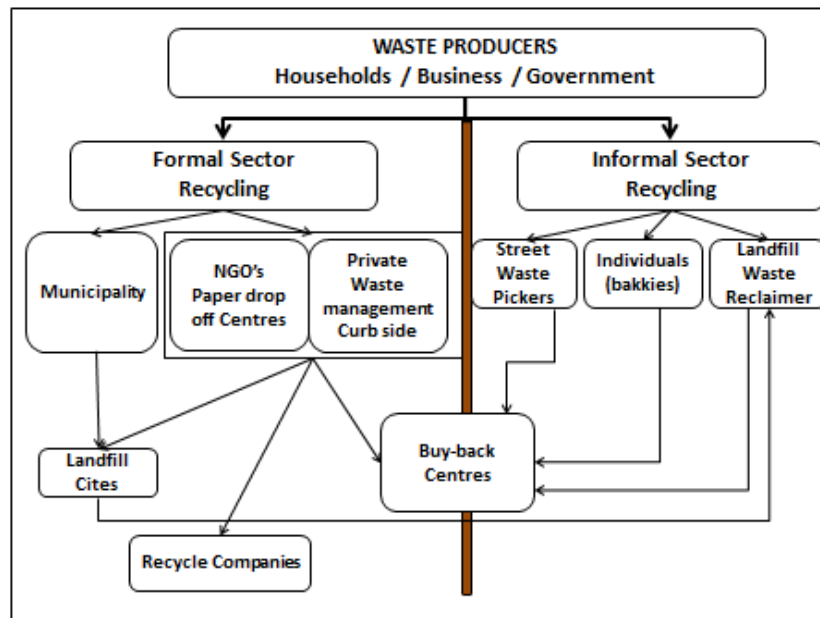 WASTE PRODUCERS
Households / Business / Government
Formal Sector
Recycling
Informal Sector
Recycling
Municipality
NGO's
Paper drop
off Centres
Private
Waste
management
Curb side
Street
Waste
Pickers
Individuals
(bakkies)
Landfill
Waste
Reclaimer
Landfill
Cites
Buy-back
Centres
Recycle Companies